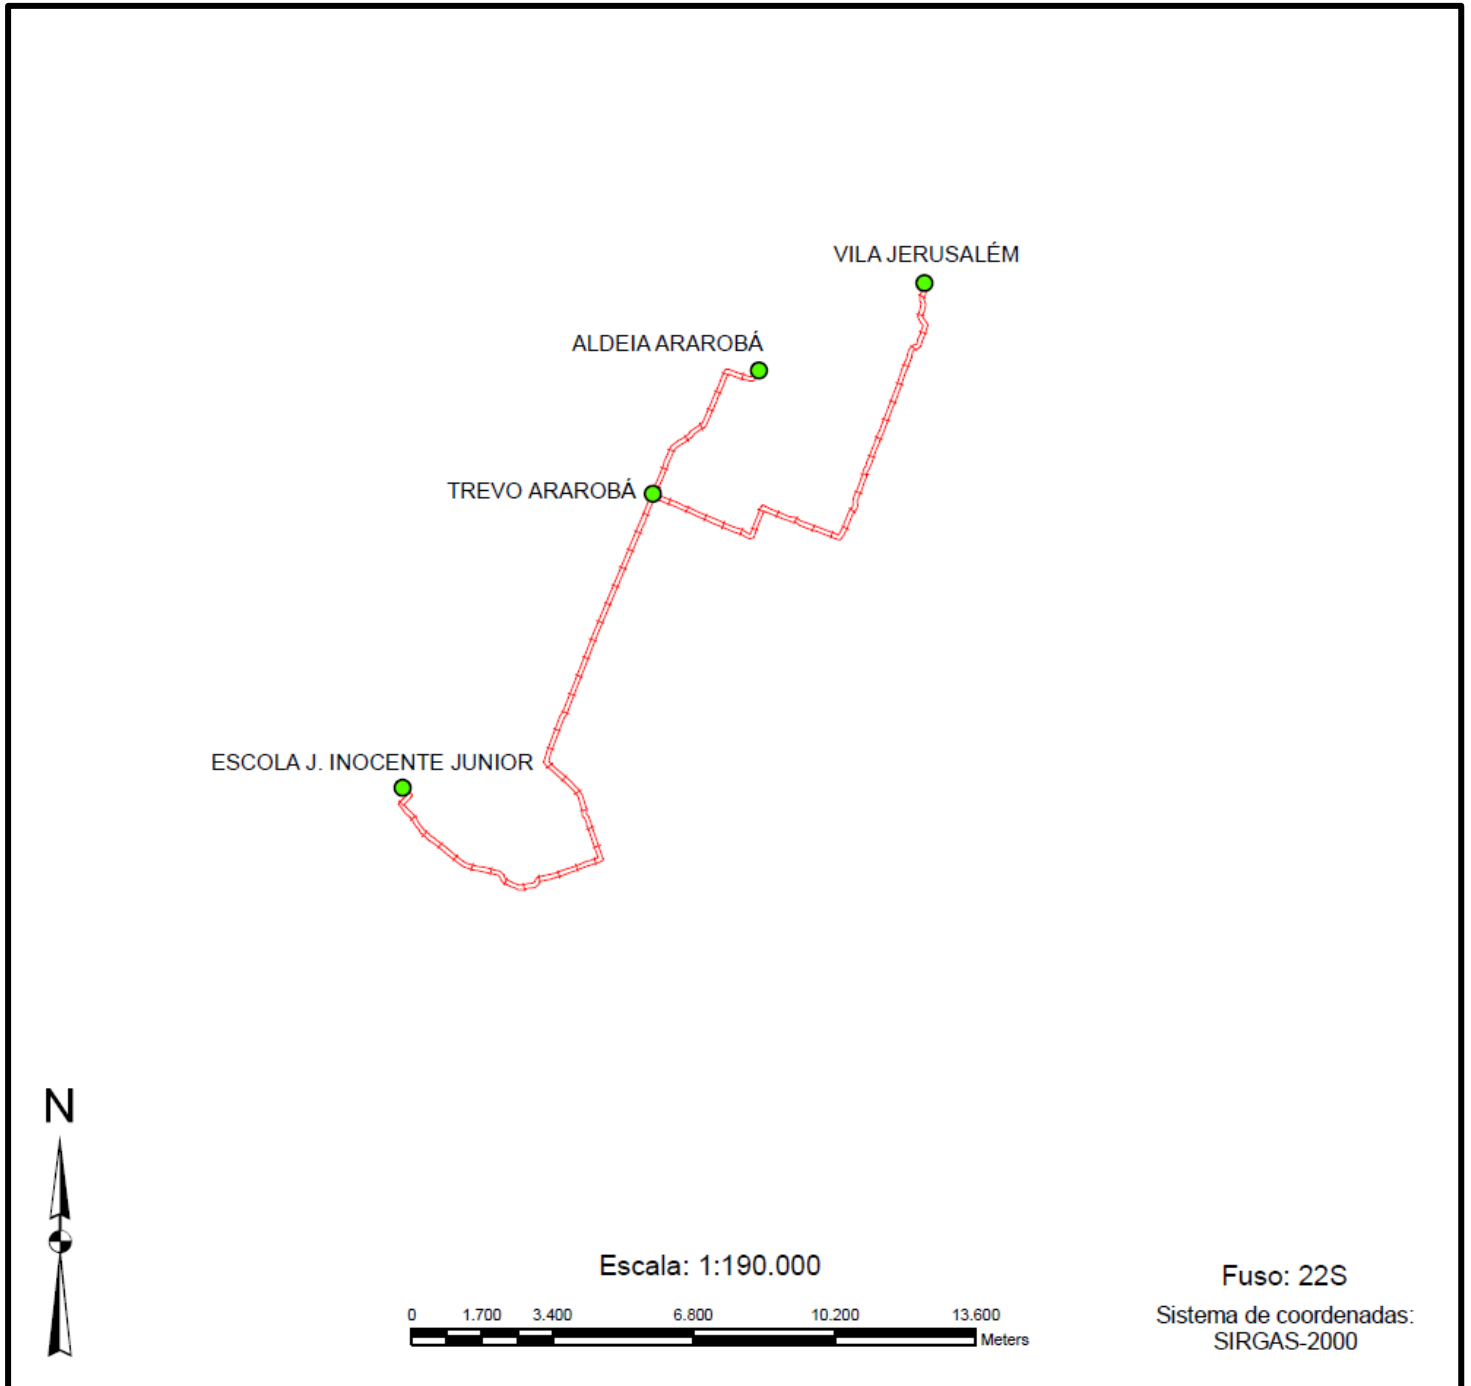 VILA JERUSALÉM
ALDEIA ARAROBÁ
TREVO ARAROBÁ
ESCOLA J. INOCENTE JUNIOR
N
Escala: 1:190.000
0 1.700 3.400 6.800 10.200 13.600
Meters
Fuso: 22S
Sistema de coordenadas:
SIRGAS-2000